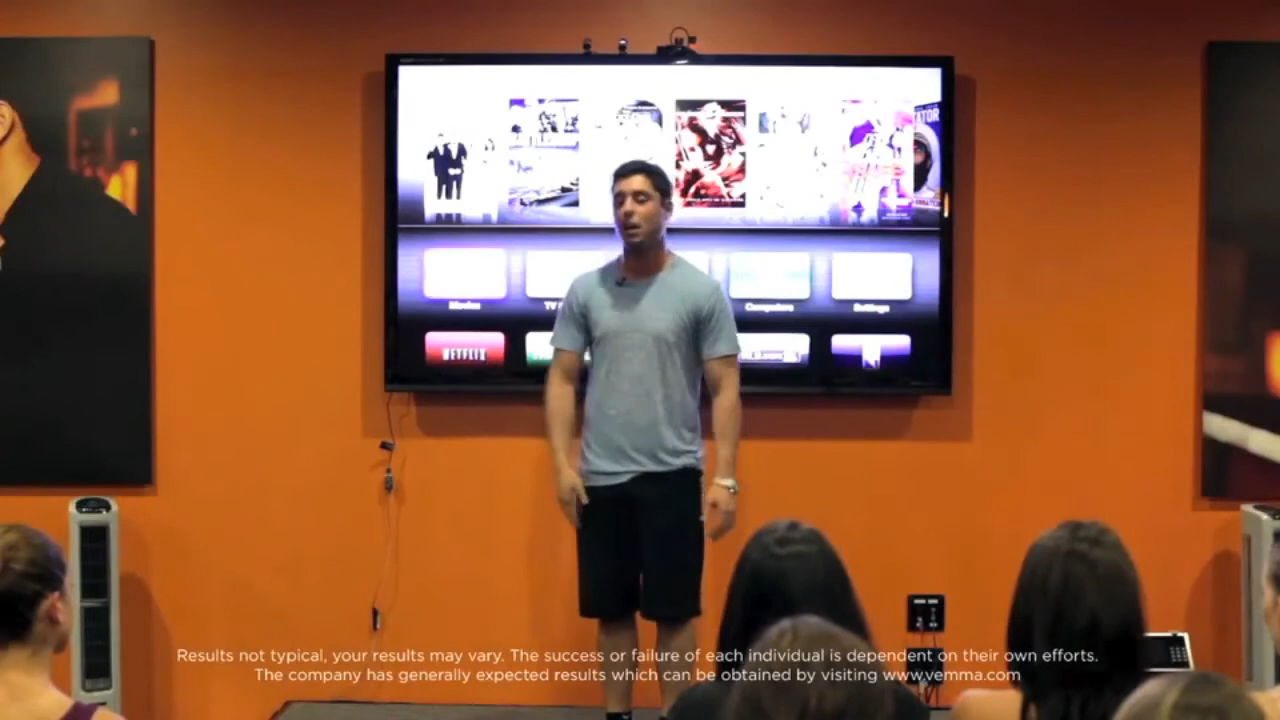 ATOR
Movies
TV
Computers
Settings
NETFLIX
Results not typical, your results may vary. The success or failure of each individual is dependent on their own efforts.
The company has generally expected results which can be obtained by visiting www.vemma.com